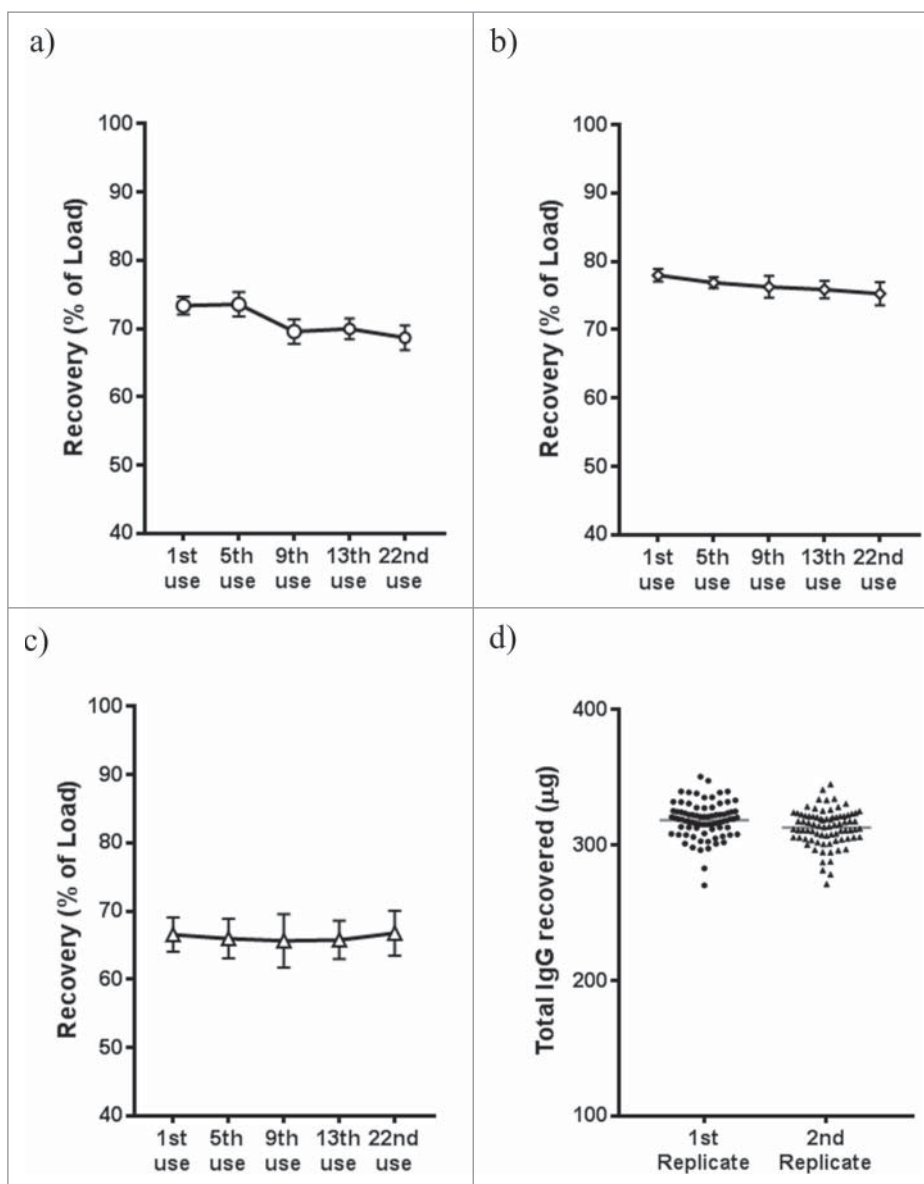 a)
Recovery (% of Load)
100
90
80
70
60
50
40
1st 5th 9th 13th 22nd
use use use use use
b)
Recovery (% of Load)
100
90
80
70
60
50
40
1st 5th 9th 13th 22nd
use use use use use
c)
Recovery (% of Load)
100
90
80
70
60
50
40
1st 5th 9th 13th 22nd
use use use use use
d)
Total IgG recovered (μg)
400
300
200
100
1st 2nd
Replicate Replicate